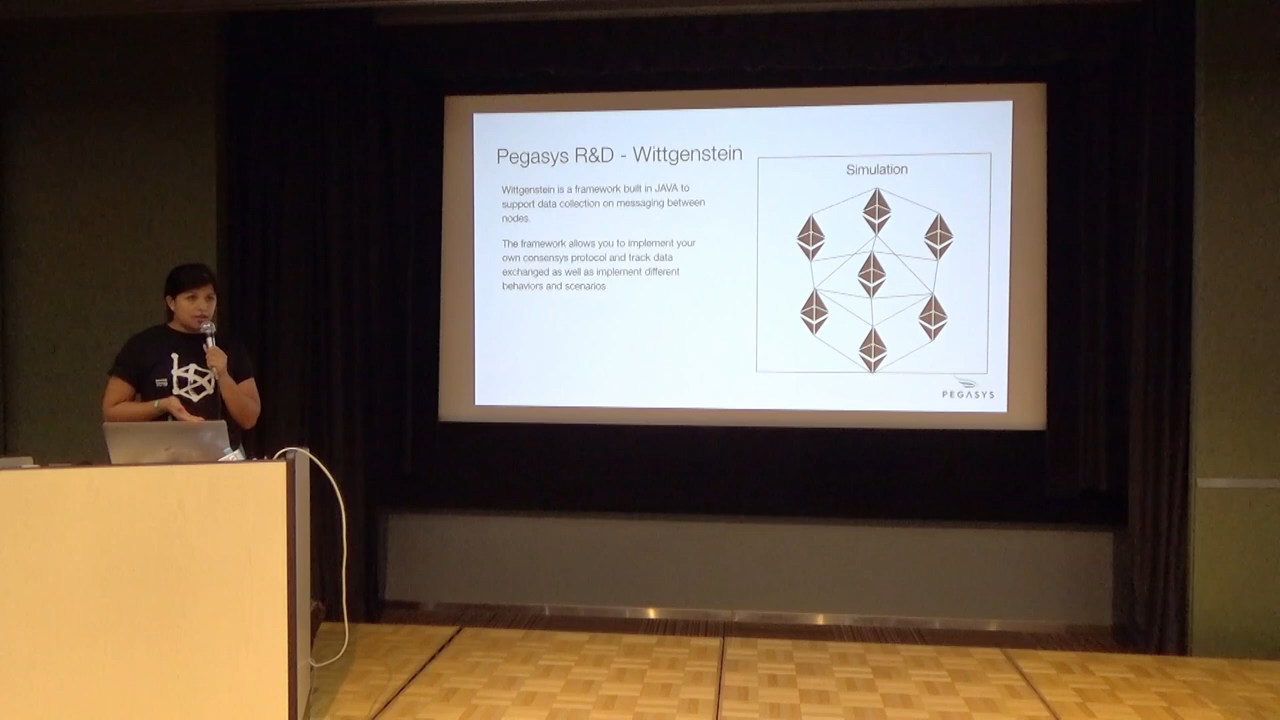 Pegasys R&D - Wittgenstein
Wittgenstein is a framework built in JAVA to
support data collection on messaging between
nodes.
The framework allows you to implement your
own consensys protocol and track data
exchanged as well as implement different
behaviors and scenarios
Simulation
PEGASYS